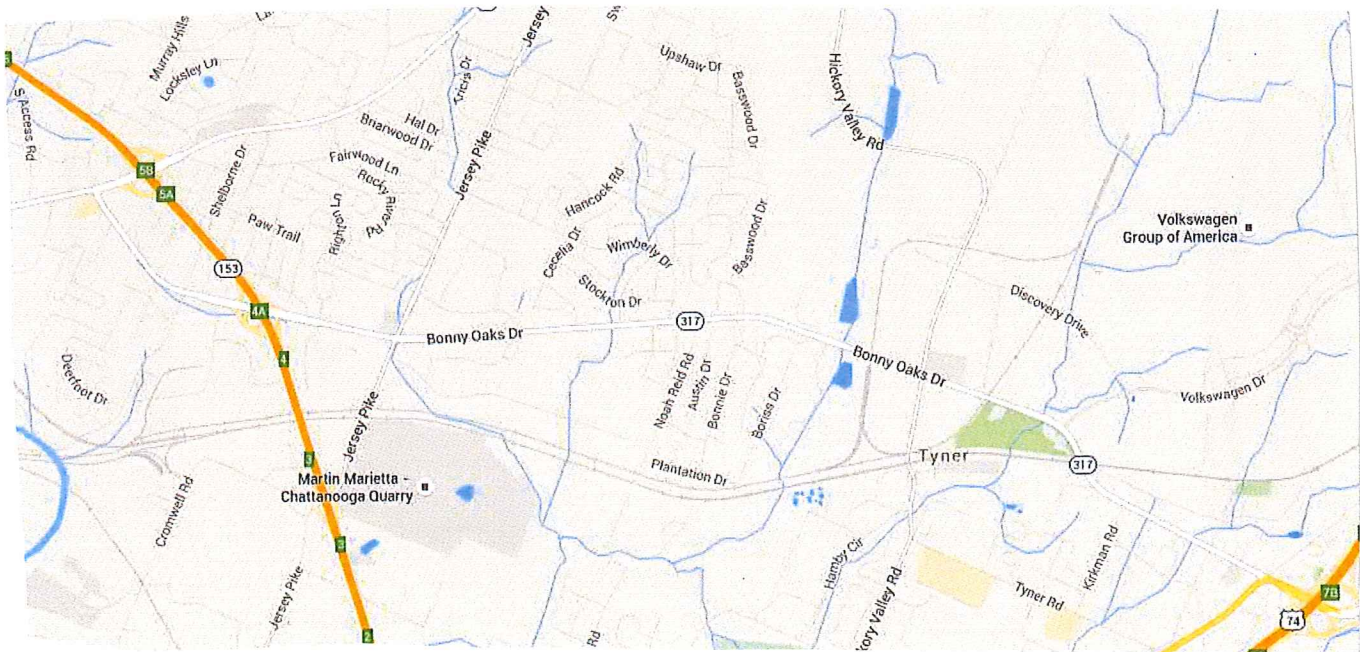 Murray Hills
Locksley Ln
S Access Rd
5B
5A
Shelborne Dr
Paw Trail
153
4A
4
Deerfoot Dr
Cromwell Rd
3
3
2
Jersey Pike
Jersey Pike
Hal Dr
Briarwood Dr
Fairwood Ln
Rocky River Rd
Jersey
Jersey Pike
Upshaw Dr
Basswood Dr
Hancock Rd
Cecelia Dr
Wimberly Dr
Stockton Dr
Basswood Dr
Hickory Valley Rd
Volkswagen
Group of America
Bonny Oaks Dr
317
Bonny Oaks Dr
Discovery Drive
Volkswagen Dr
Noah Reid Rd
Austin Dr
Bonnie Dr
Boriss Dr
Plantation Dr
Tyner
317
Martin Marietta -
Chattanooga Quarry
Hamby Cir
kory Valley Rd
Kirkman Rd
Tyner Rd
Rd
7B
74